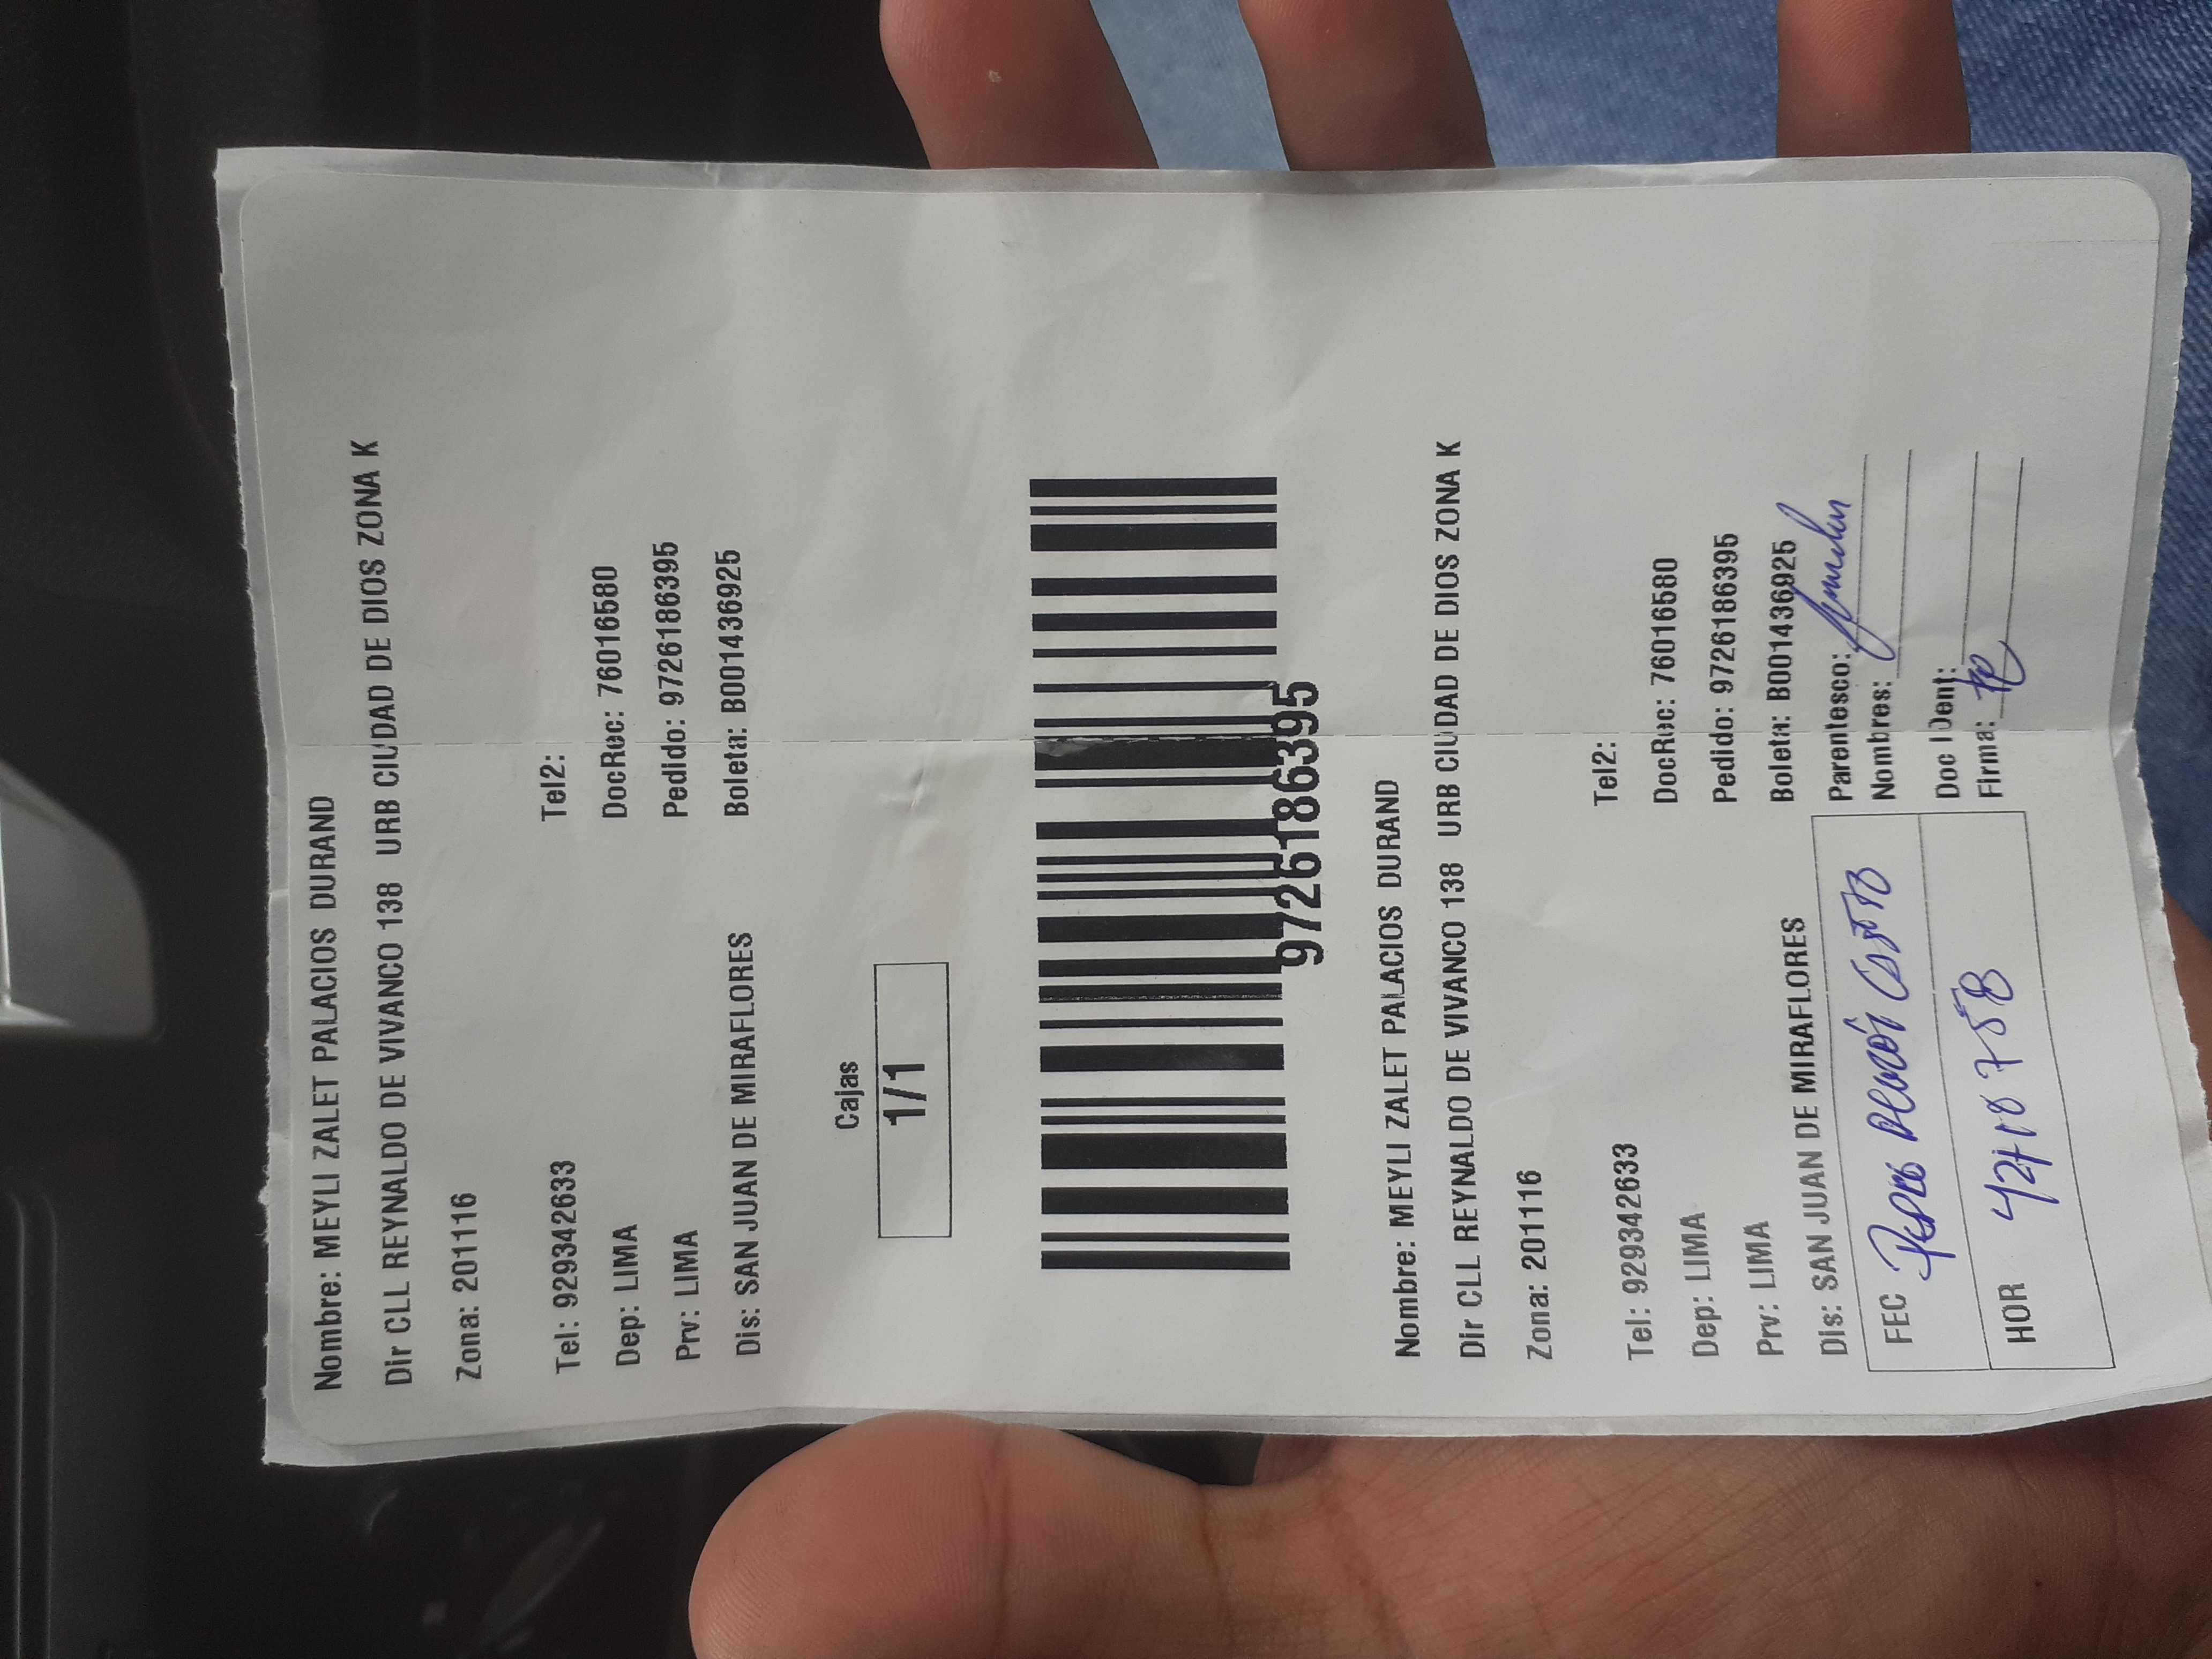 Nombre: MEYLI ZALET PALACIOS DURAND
Dir CLL REYNALDO DE VIVANCO 138 URB CIUDAD DE DIOS ZONA K
Zona: 201116
Tel: 929342633 Tel2:
Dep: LIMA DocRec: 76016580
Prv: LIMA Pedido: 9726186395
Dis: SAN JUAN DE MIRAFLORES Boleta: B001436925
Cajas
1/1
9726186395
Nombre: MEYLI ZALET PALACIOS DURAND
Dir CLL REYNALDO DE VIVANCO 138 URB CIUDAD DE DIOS ZONA K
Zona: 201116
Tel: 929342633 Tel2:
Dep: LIMA DocRec: 76016580
Prv: LIMA Pedido: 9726186395
Dis: SAN JUAN DE MIRAFLORES Boleta: B001436925
Parentesco:
FEC Nombres:
Doc IDent:
HOR Firma: